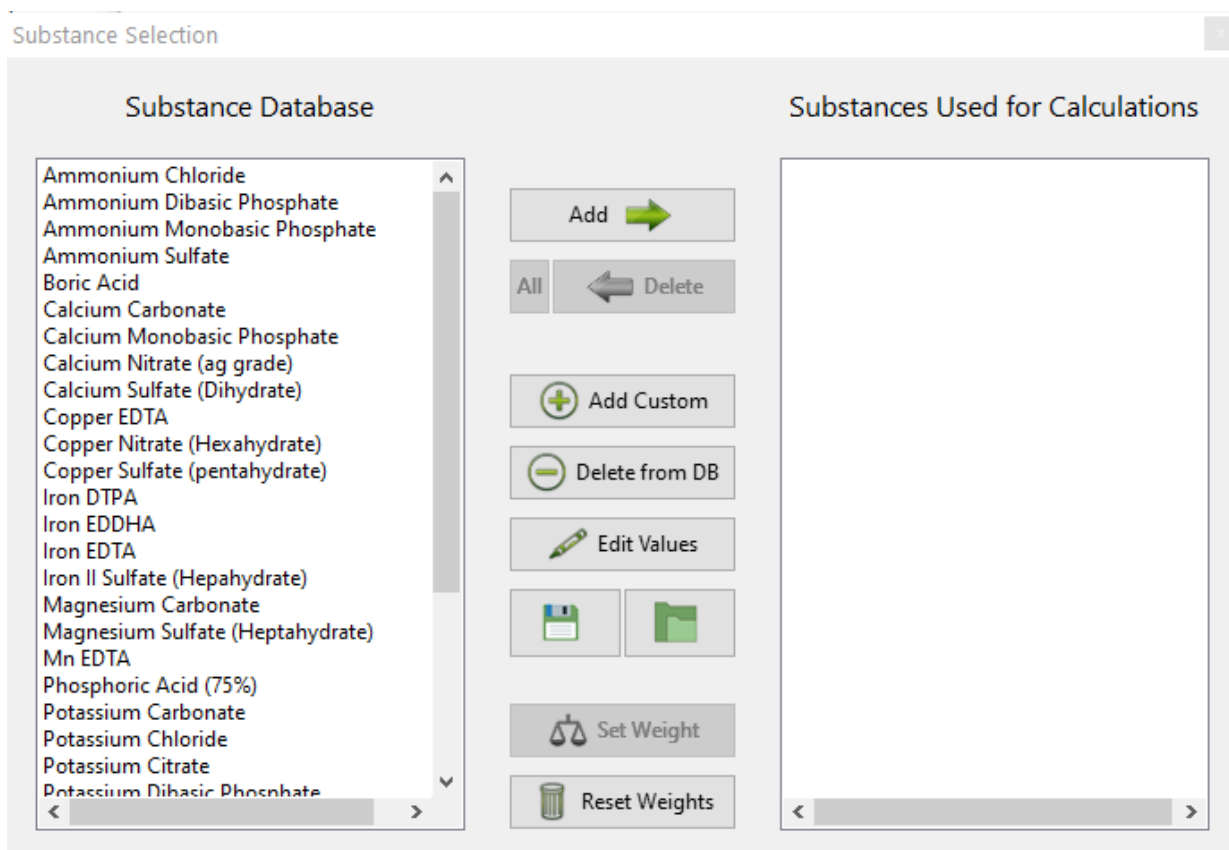 Substance Selection
x
Substance Database
Substances Used for Calculations
Ammonium Chloride
Ammonium Dibasic Phosphate
Ammonium Monobasic Phosphate
Ammonium Sulfate
Boric Acid
Calcium Carbonate
Calcium Monobasic Phosphate
Calcium Nitrate (ag grade)
Calcium Sulfate (Dihydrate)
Copper EDTA
Copper Nitrate (Hexahydrate)
Copper Sulfate (pentahydrate)
Iron DTPA
Iron EDDHA
Iron EDTA
Iron II Sulfate (Hepahydrate)
Magnesium Carbonate
Magnesium Sulfate (Heptahydrate)
Mn EDTA
Phosphoric Acid (75%)
Potassium Carbonate
Potassium Chloride
Potassium Citrate
Potassium Dibasic Phosphate
Add
All
Delete
Add Custom
Delete from DB
Edit Values
Set Weight
Reset Weights